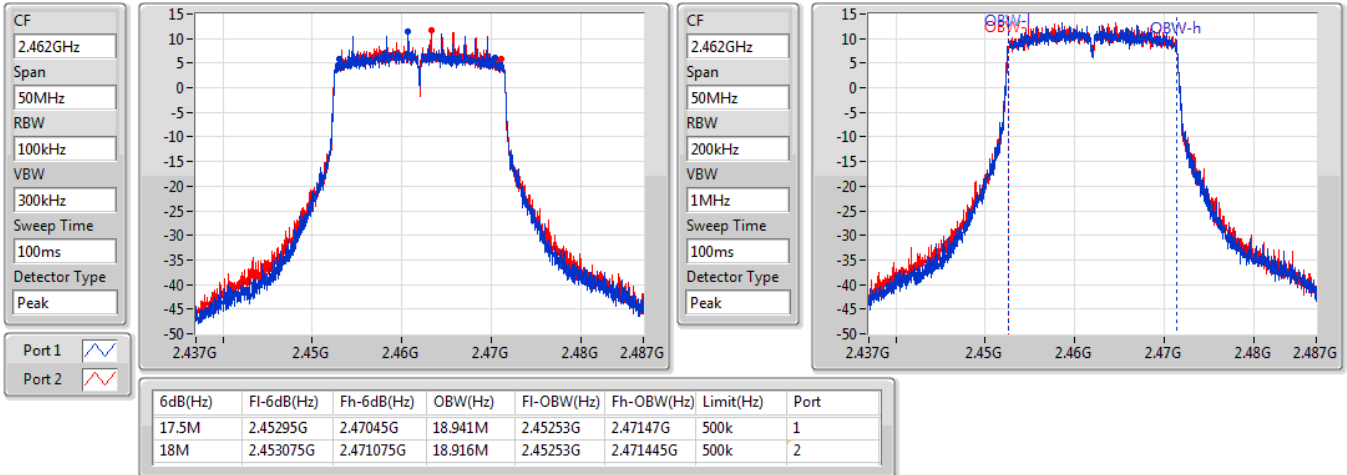 CF
2.462GHz
Span
50MHz
RBW
100kHz
VBW
300kHz
Sweep Time
100ms
Detector Type
Peak
Port 1
Port 2
15-
10-
5-
0-
-5-
-10-
-15-
-20-
-25-
-30-
-35-
-40-
-45-
-50-
2.437G 2.45G 2.46G 2.47G 2.48G 2.487G
CF
2.462GHz
Span
50MHz
RBW
200kHz
VBW
1MHz
Sweep Time
100ms
Detector Type
Peak
15-
10-
5-
0-
-5-
-10-
-15-
-20-
-25-
-30-
-35-
-40-
-45-
-50-
OBW-l
OBW-h
2.437G 2.45G 2.46G 2.47G 2.48G 2.487G
6dB(Hz) Fl-6dB(Hz) Fh-6dB(Hz) OBW(Hz) Fl-OBW(Hz) Fh-OBW(Hz) Limit(Hz) Port
17.5M 2.45295G 2.47045G 18.941M 2.45253G 2.47147G 500k 1
18M 2.453075G 2.471075G 18.916M 2.45253G 2.471445G 500k 2